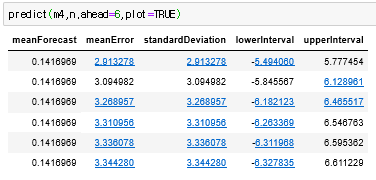 predict(m4,n.ahead=6,plot=TRUE)
meanForecast meanError standardDeviation lowerInterval upperInterval
0.1416969 2.913278 2.913278 -5.494060 5.777454
0.1416969 3.094982 3.094982 -5.845567 6.128961
0.1416969 3.268957 3.268957 -6.182123 6.465517
0.1416969 3.310956 3.310956 -6.263369 6.546763
0.1416969 3.336078 3.336078 -6.311968 6.595362
0.1416969 3.344280 3.344280 -6.327835 6.611229